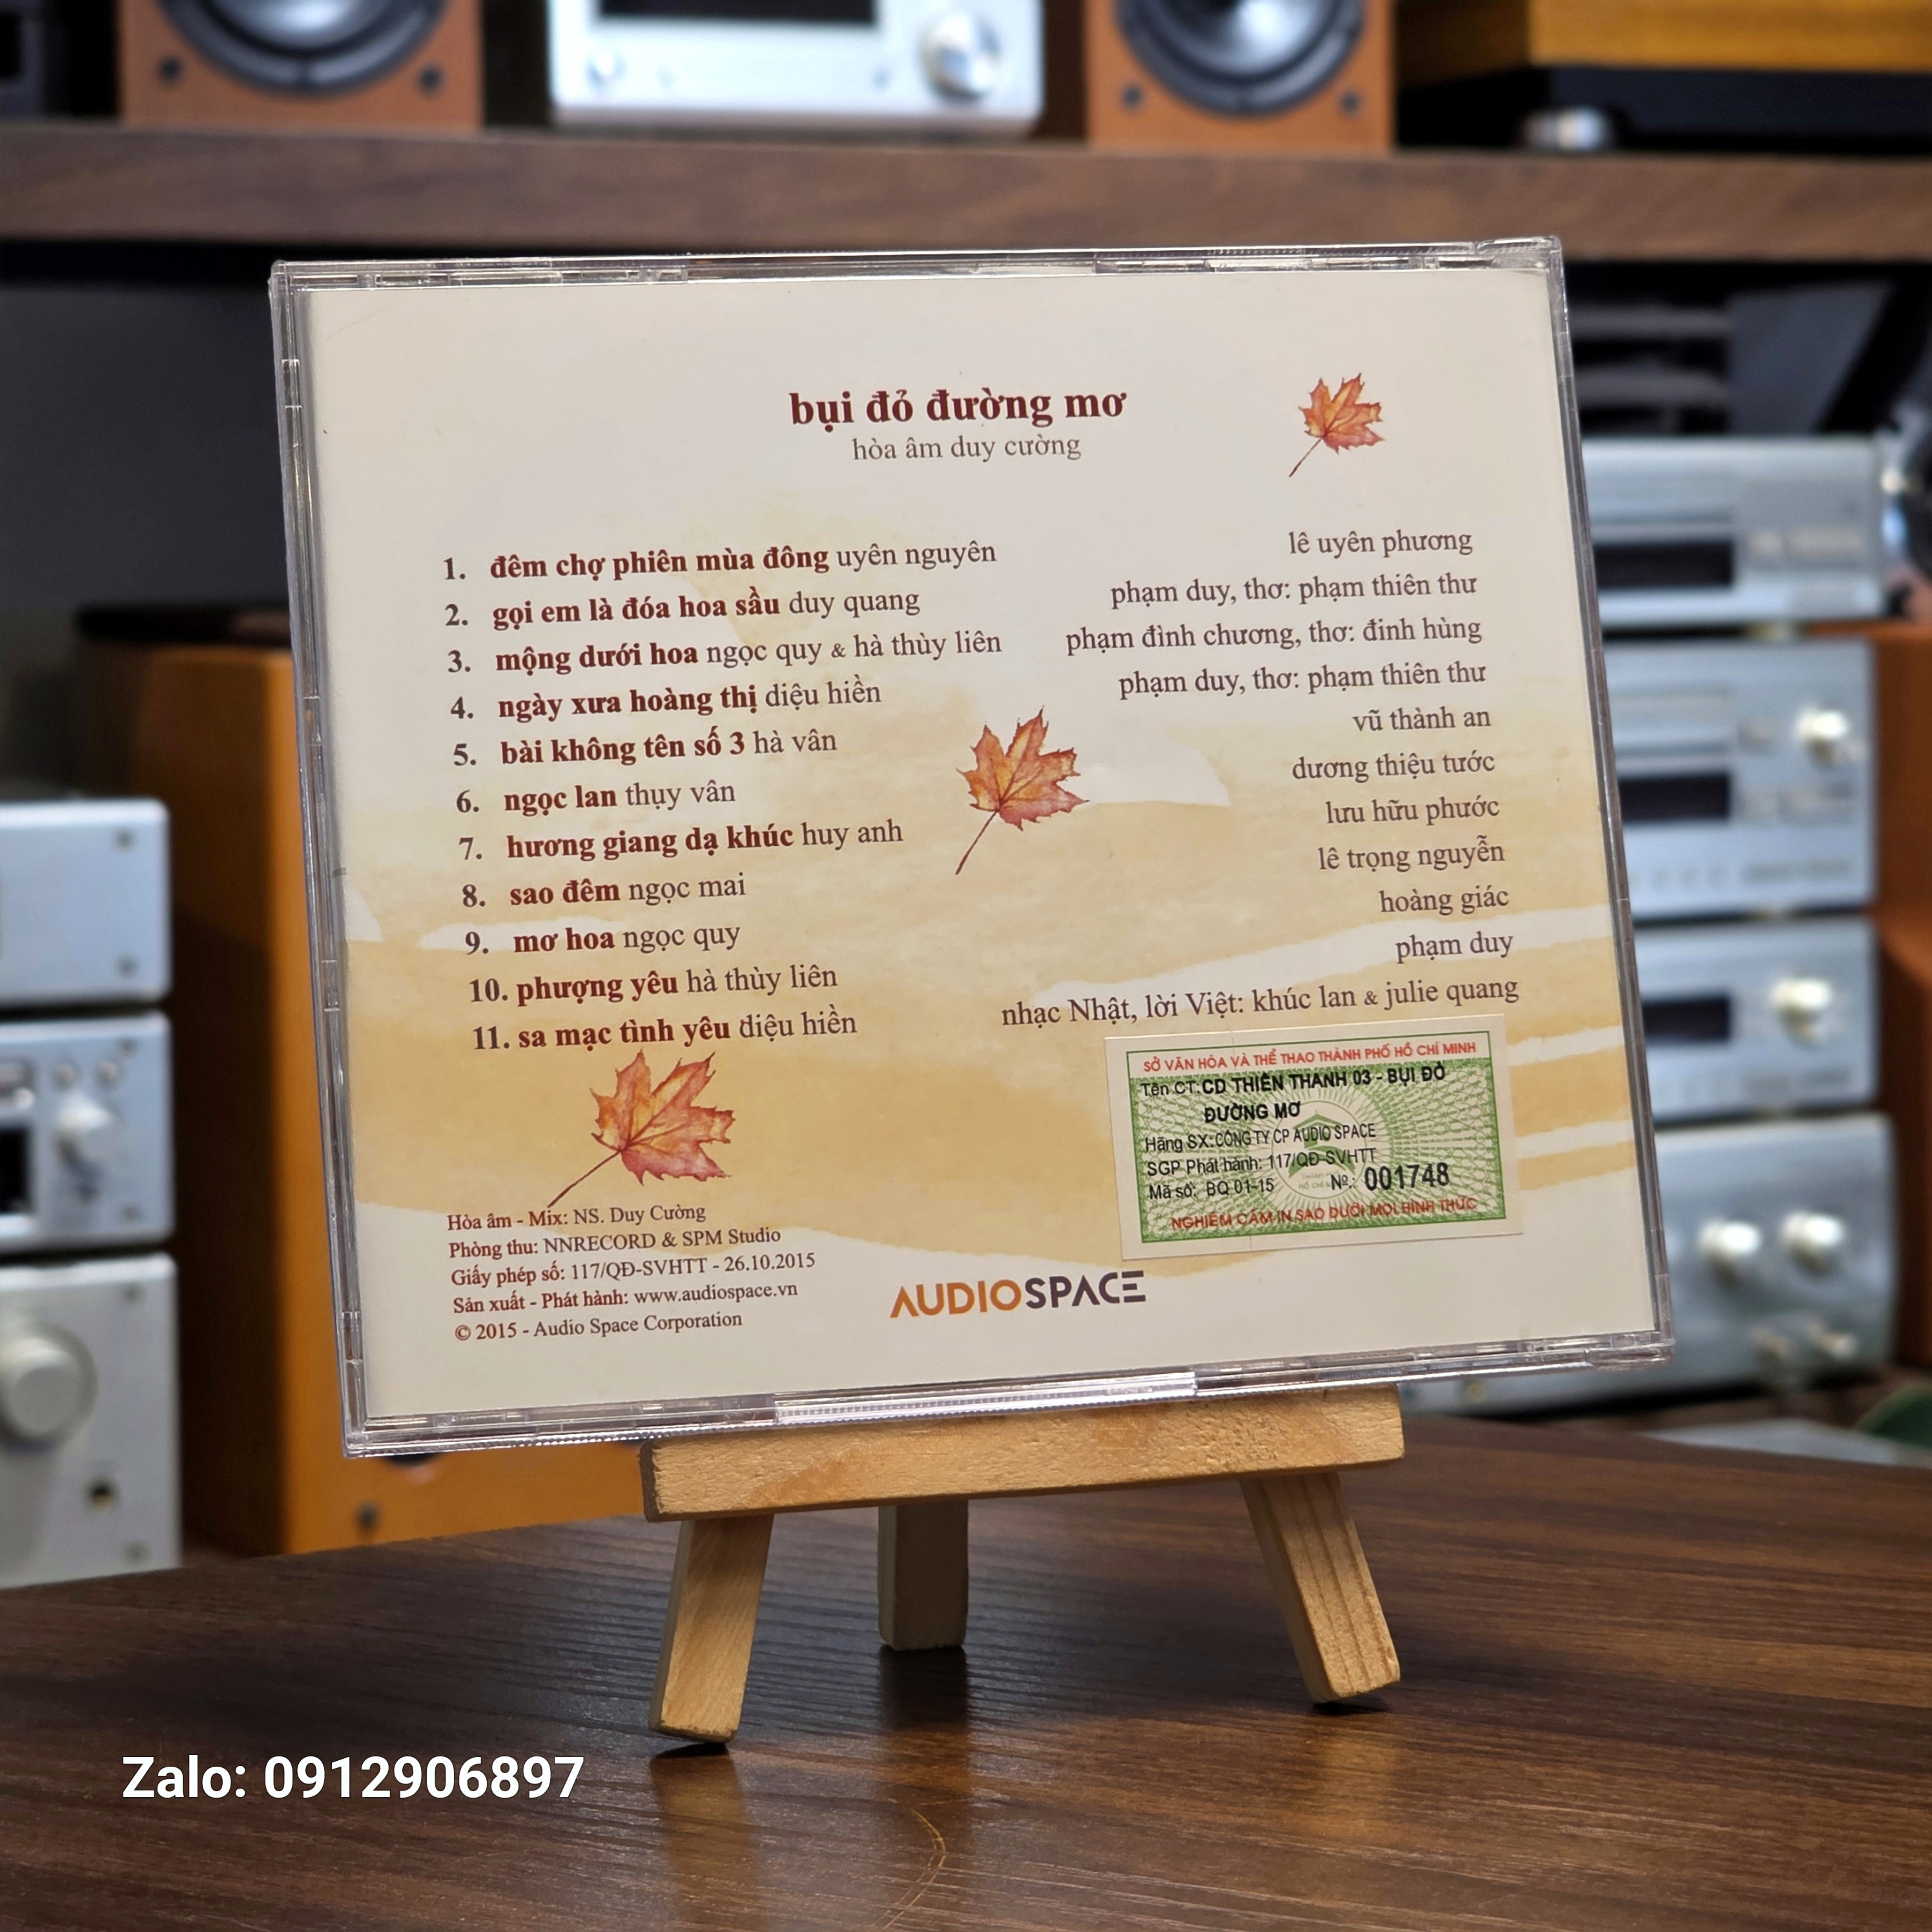 bụi đỏ đường mơ
hòa âm duy cường
1. đêm chợ phiên mùa đông uyên nguyên
lê uyên phương
2. gọi em là đóa hoa sầu duy quang
phạm duy, thơ: phạm thiên thư
3. mộng dưới hoa ngọc quy & hà thùy liên
phạm đình chương, thơ: đinh hùng
4. ngày xưa hoàng thị diệu hiền
phạm duy, thơ: phạm thiên thư
5. bài không tên số 3 hà vân
vũ thành an
6. ngọc lan thụy vân
dương thiệu tước
7. hương giang dạ khúc huy anh
lưu hữu phước
8. sao đêm ngọc mai
lê trọng nguyễn
9. mơ hoa ngọc quy
hoàng giác
10. phượng yêu hà thùy liên
phạm duy
11. sa mạc tình yêu diệu hiền
nhạc Nhật, lời Việt: khúc lan & julie quang
SỞ VĂN HÓA VÀ THỂ THAO THÀNH PHỐ HỒ CHÍ MINH
Tên CT: CD THIÊN THANH 03 - BỤI ĐỎ
ĐƯỜNG MƠ
Hãng SX: CÔNG TY CP AUDIO SPACE
SGP Phát hành: 117/QĐ-SVHTT
Mã số: BQ 01-15 Nº.: 001748
NGHIÊM CẤM IN SAO DƯỚI MỌI HÌNH THỨC
Hòa âm - Mix: NS. Duy Cường
Phòng thu: NNRECORD & SPM Studio
Giấy phép số: 117/QĐ-SVHTT - 26.10.2015
Sản xuất - Phát hành: www.audiospace.vn
© 2015 - Audio Space Corporation
AUDIOSPACE
Zalo: 0912906897